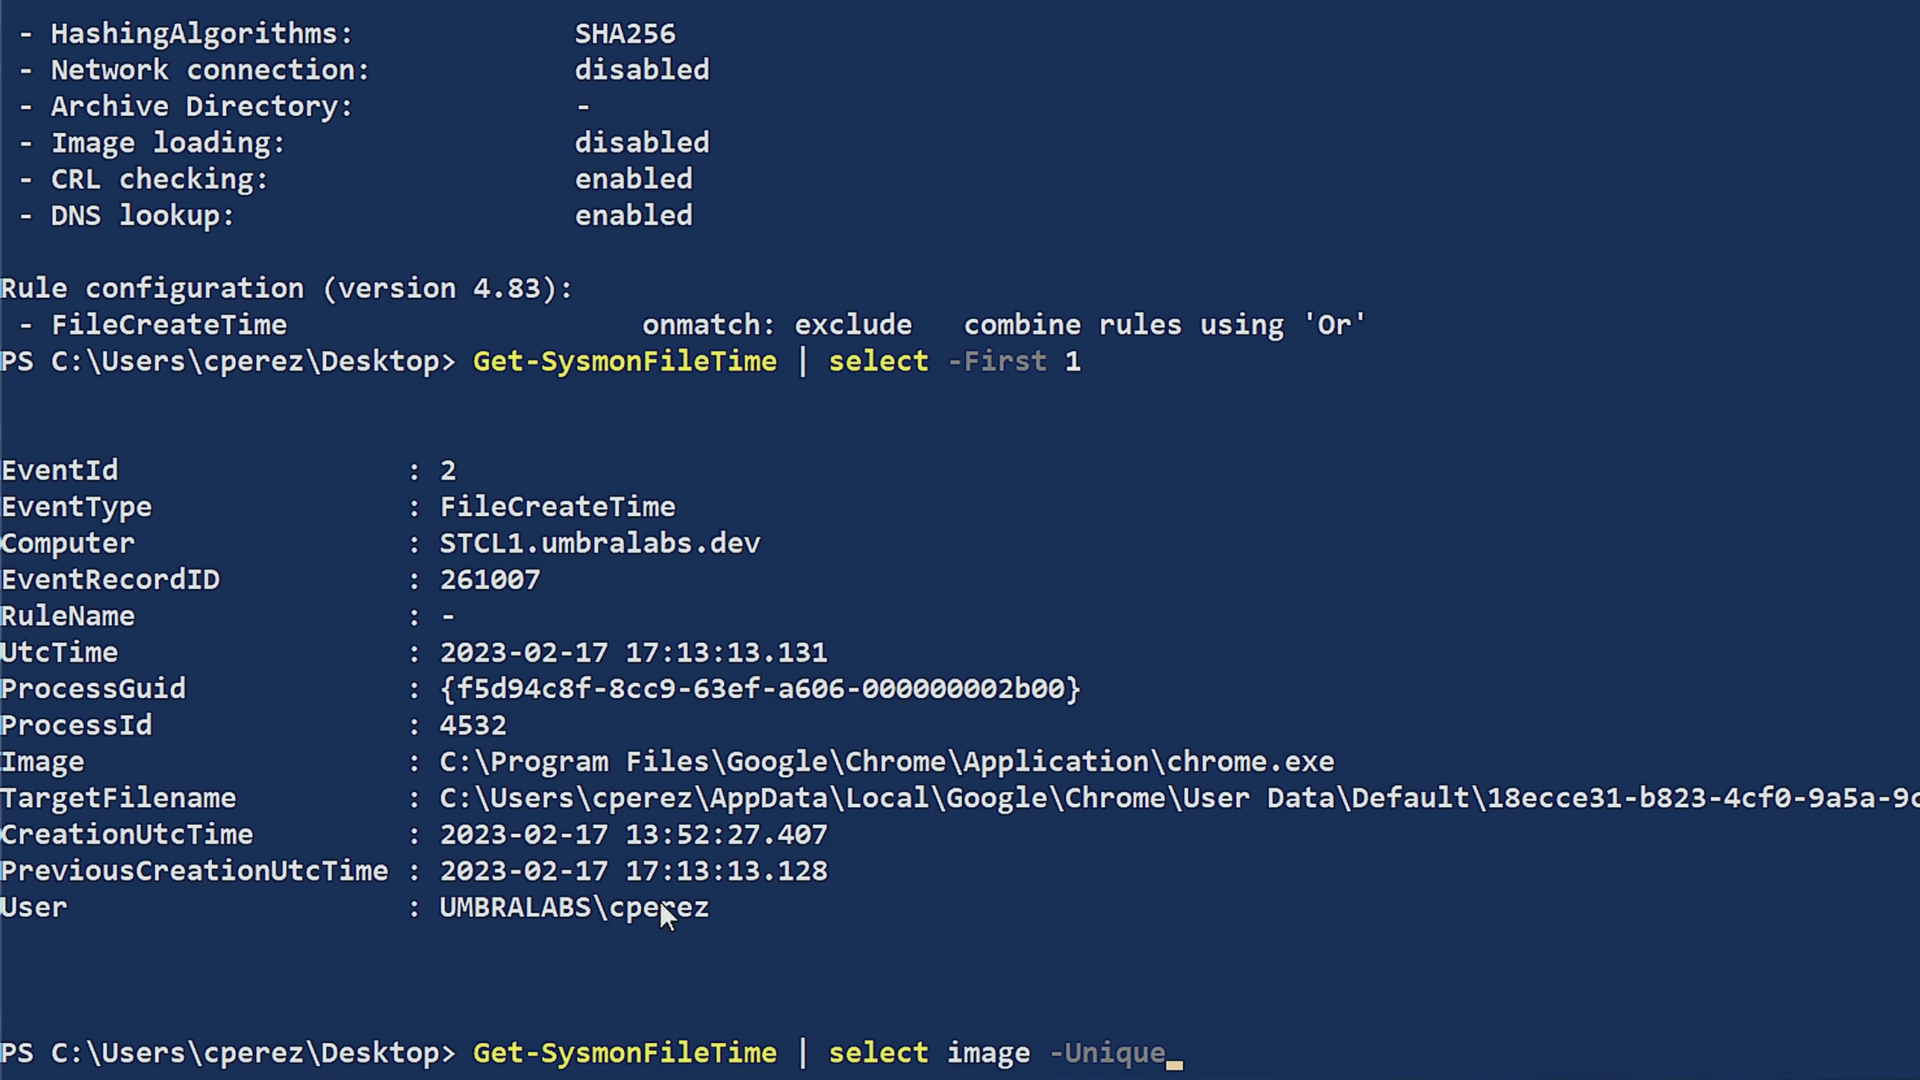 - HashingAlgorithms: SHA256
- Network connection: disabled
- Archive Directory: -
- Image loading: disabled
- CRL checking: enabled
- DNS lookup: enabled
Rule configuration (version 4.83):
- FileCreateTime onmatch: exclude combine rules using 'Or'
PS C:\Users\cperez\Desktop> Get-SysmonFileTime | select -First 1
EventId : 2
EventType : FileCreateTime
Computer : STCL1.umbralabs.dev
EventRecordID : 261007
RuleName : -
UtcTime : 2023-02-17 17:13:13.131
ProcessGuid : {f5d94c8f-8cc9-63ef-a606-000000002b00}
ProcessId : 4532
Image : C:\Program Files\Google\Chrome\Application\chrome.exe
TargetFilename : C:\Users\cperez\AppData\Local\Google\Chrome\User Data\Default\18ecce31-b823-4cf0-9a5a-9c
CreationUtcTime : 2023-02-17 13:52:27.407
PreviousCreationUtcTime : 2023-02-17 17:13:13.128
User : UMBRALABS\cperez
PS C:\Users\cperez\Desktop> Get-SysmonFileTime | select image -Unique